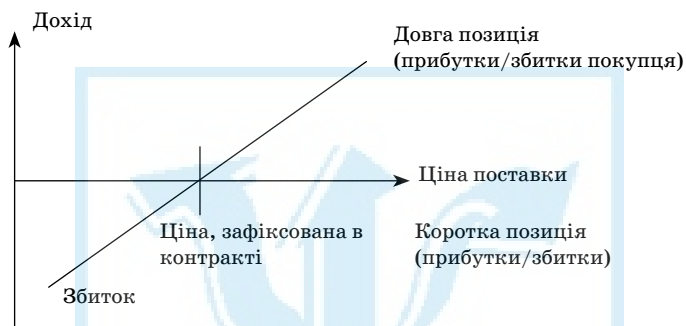 Дохід
Довга позиція
(прибутки/збитки покупця)
Ціна поставки
Ціна, зафіксована в
контракті
Коротка позиція
(прибутки/збитки)
Збиток